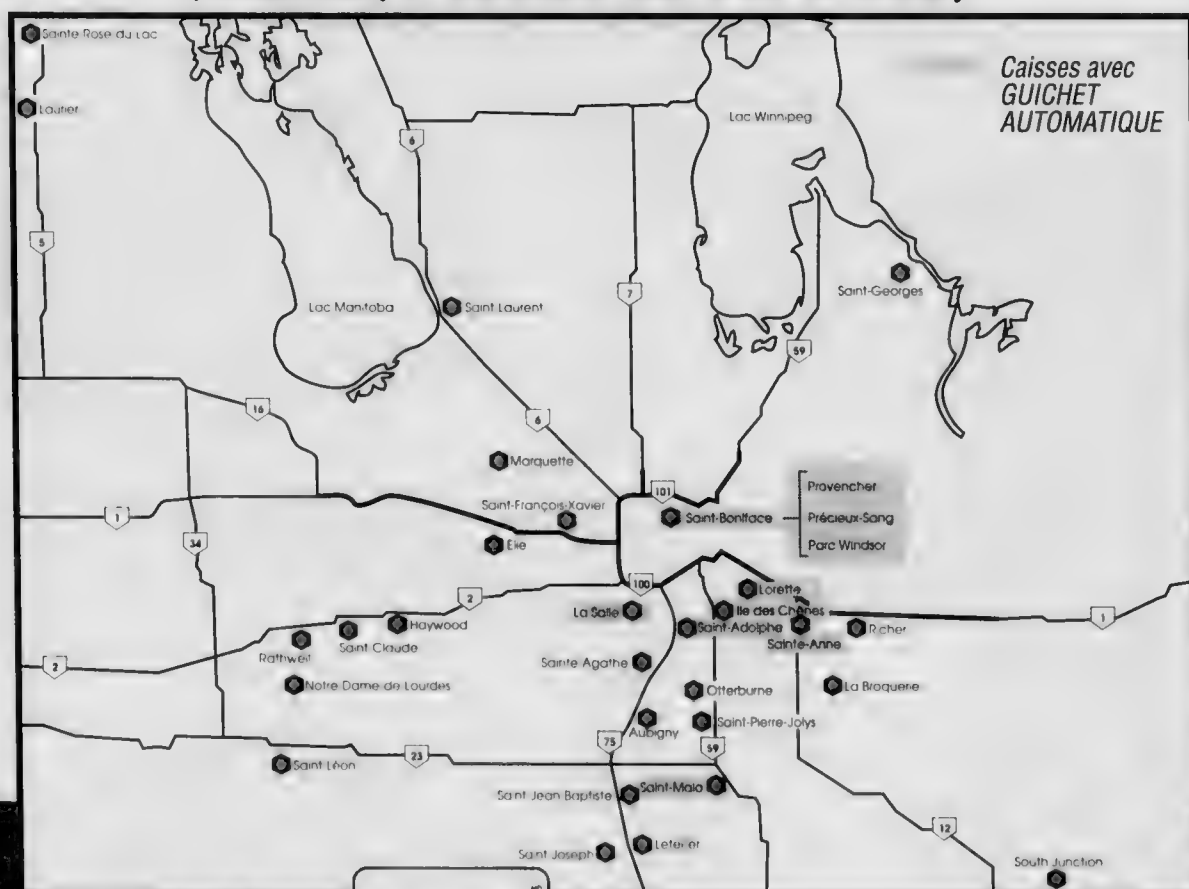 Sainte Rose du Lac
Laurier
Caisses avec
GUICHET
AUTOMATIQUE
Lac Winnipeg
6
5
Saint-Georges
7
Lac Manitoba
Saint Laurent
59
16
6
Marquette
101
Provencher
Saint-François-Xavier
Saint-Boniface
Précieux-Sang
1
34
Élie
Parc Windsor
100
Lorette
2
La Salle
Ile des Chênes
1
Haywood
Saint-Adolphe
Richer
Saint Claude
Sainte-Anne
Rathwell
2
Sainte Agathe
Notre Dame de Lourdes
Otterburne
La Broquerie
Aubigny
Saint-Pierre-Jolys
75
59
23
Saint Léon
Saint Jean Baptiste
Saint-Malo
12
Saint Joseph
Letellier
South Junction
MD